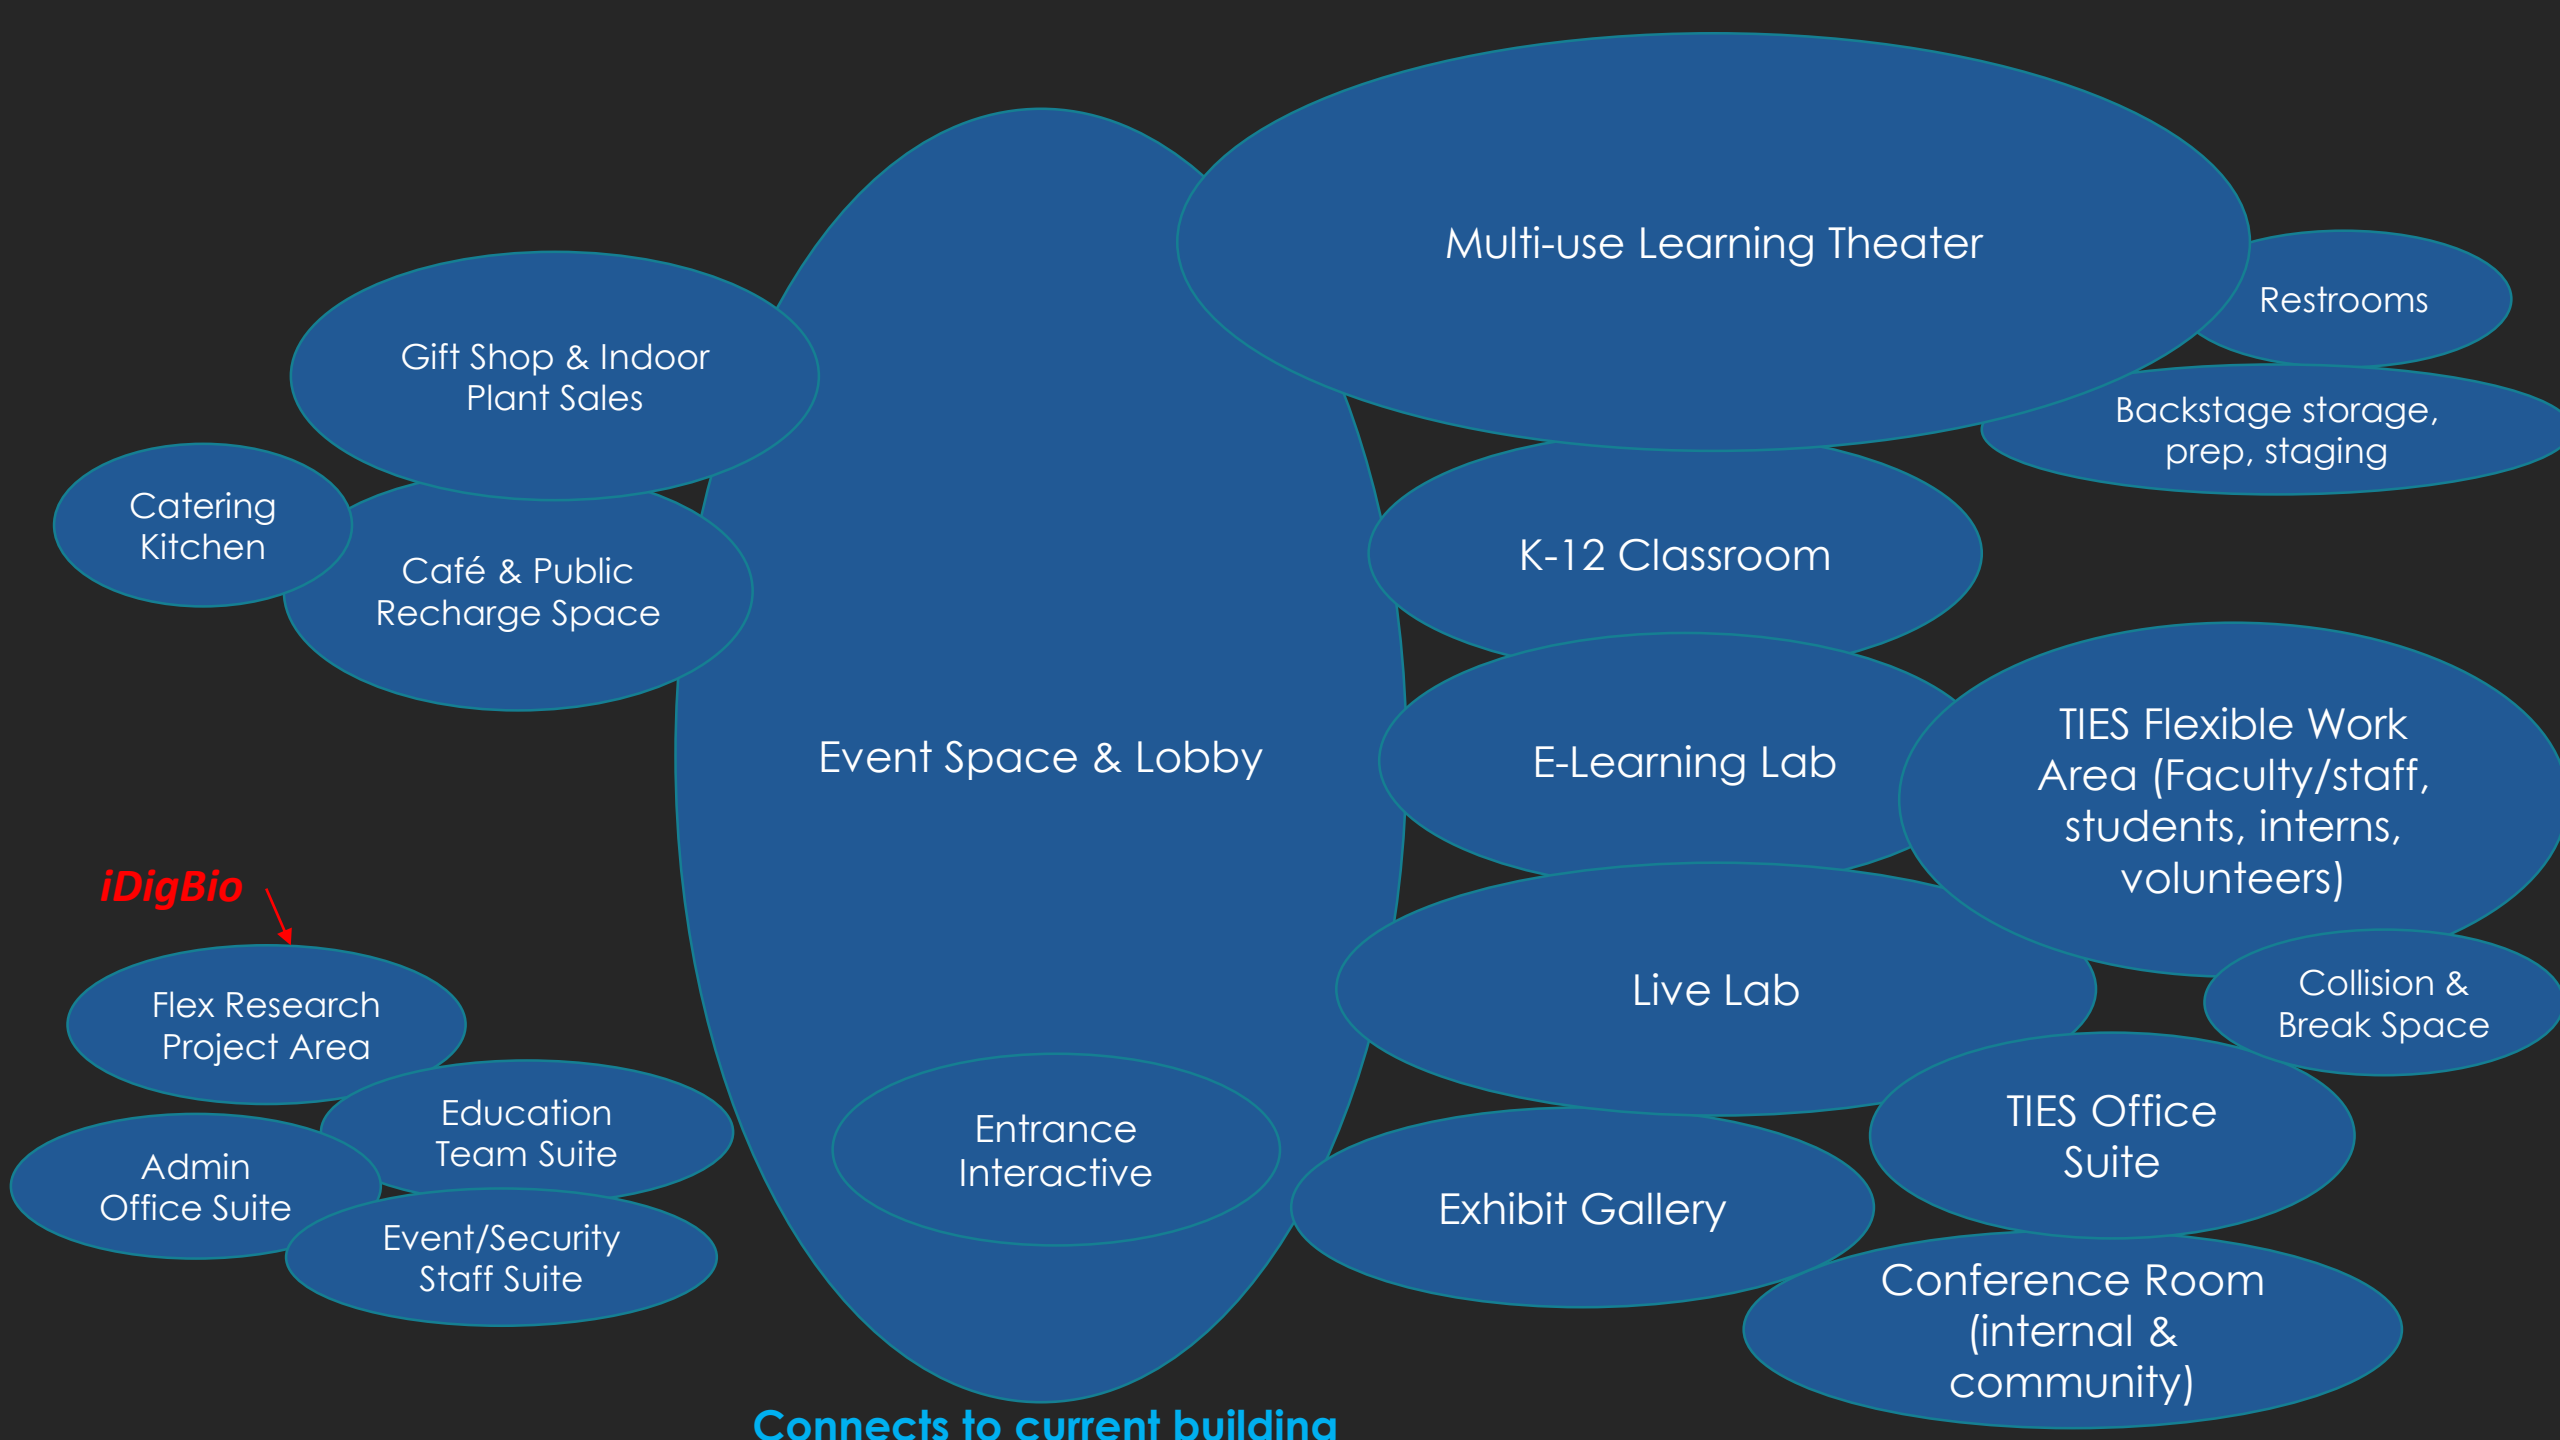 Multi-use Learning Theater
Restrooms
Backstage storage,
prep, staging
Gift Shop & Indoor
Plant Sales
Catering
Kitchen
Café & Public
Recharge Space
K-12 Classroom
Event Space & Lobby
E-Learning Lab
TIES Flexible Work
Area (Faculty/staff,
students, interns,
volunteers)
iDigBio
Flex Research
Project Area
Live Lab
Collision &
Break Space
Education
Team Suite
Admin
Office Suite
Event/Security
Staff Suite
Entrance
Interactive
Exhibit Gallery
TIES Office
Suite
Conference Room
(internal &
community)
Connects to current building